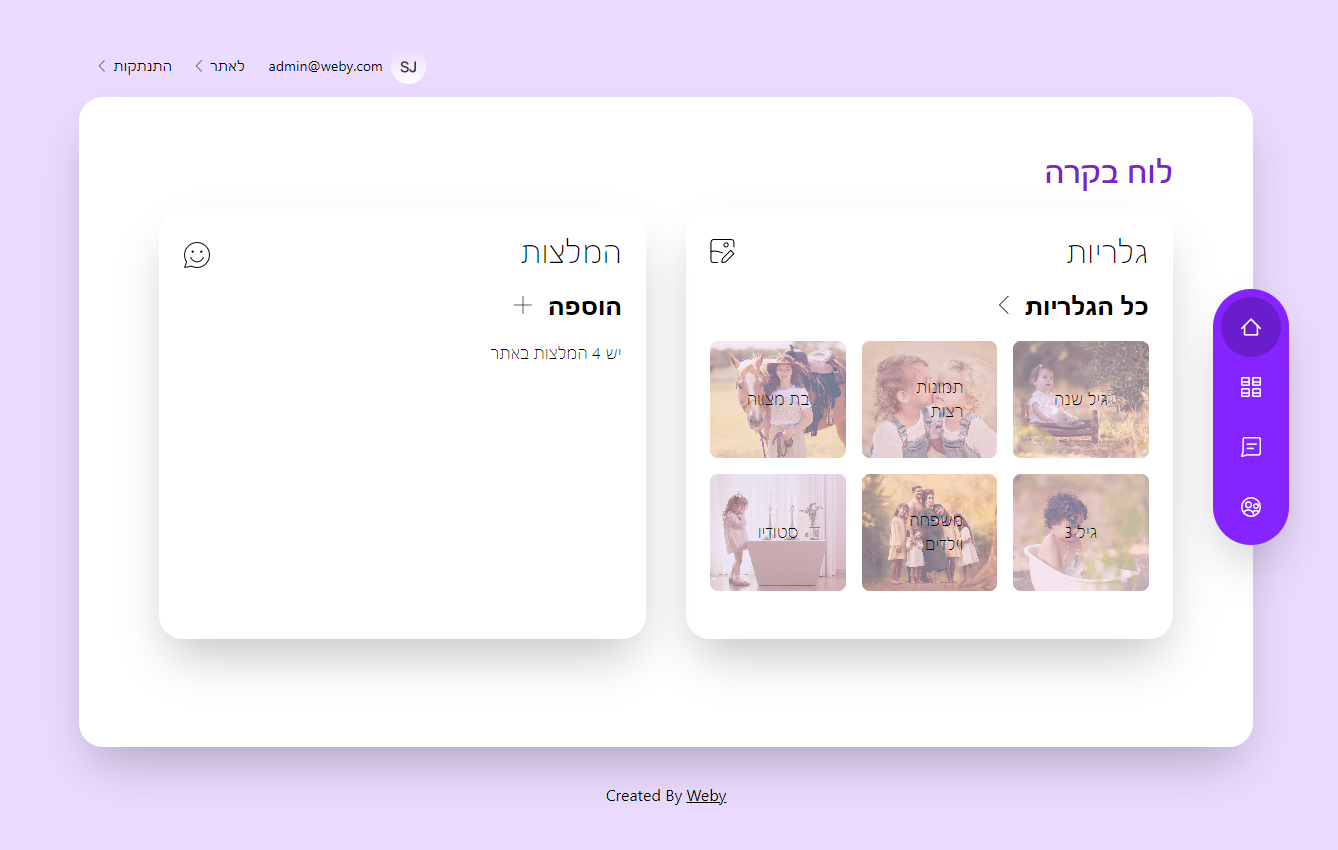 SJ admin@weby.com לאתר התנתקות
לוח בקרה
גלריות
כל הגלריות
גיל שנה
תמונות
רצות
בת מצווה
גיל 3
משפחה
וילדים
סטודיו
המלצות
הוספה
יש 4 המלצות באתר
Created By Weby